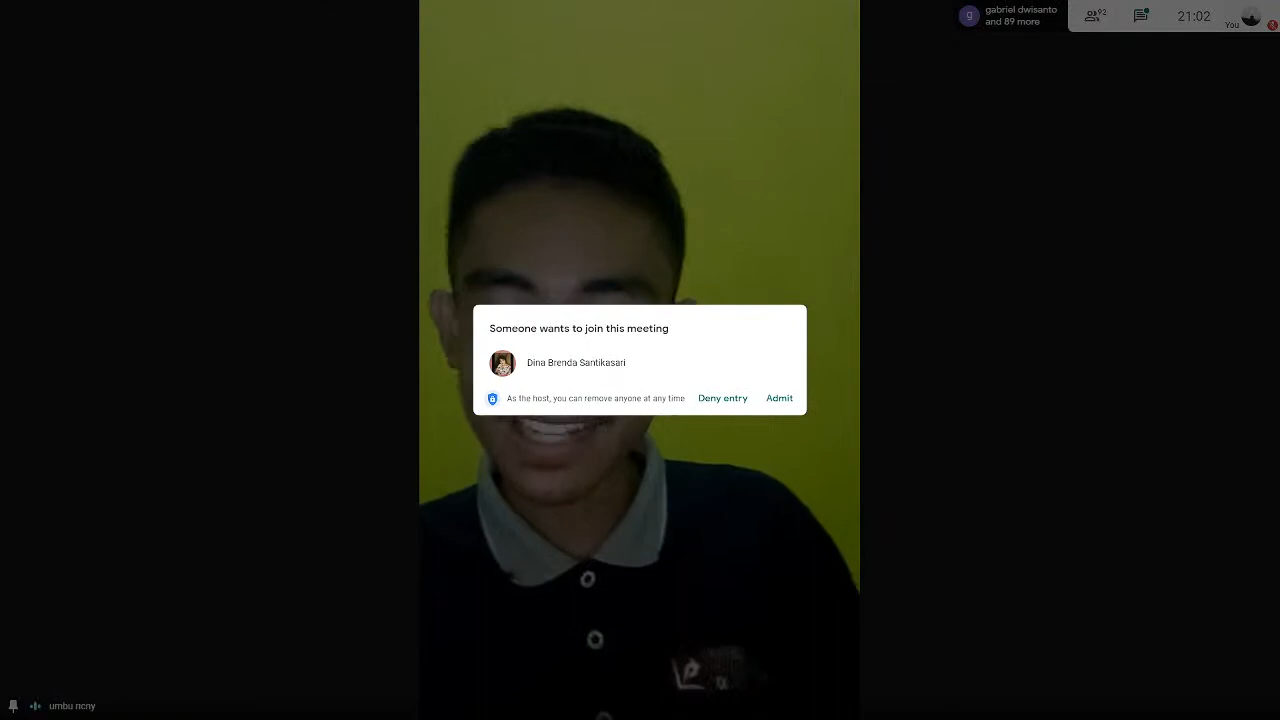 g
gabriel dwisanto
and 89 more
92
21:02
You
Someone wants to join this meeting
Dina Brenda Santikasari
As the host, you can remove anyone at any time
Deny entry
Admit
umbu ncny